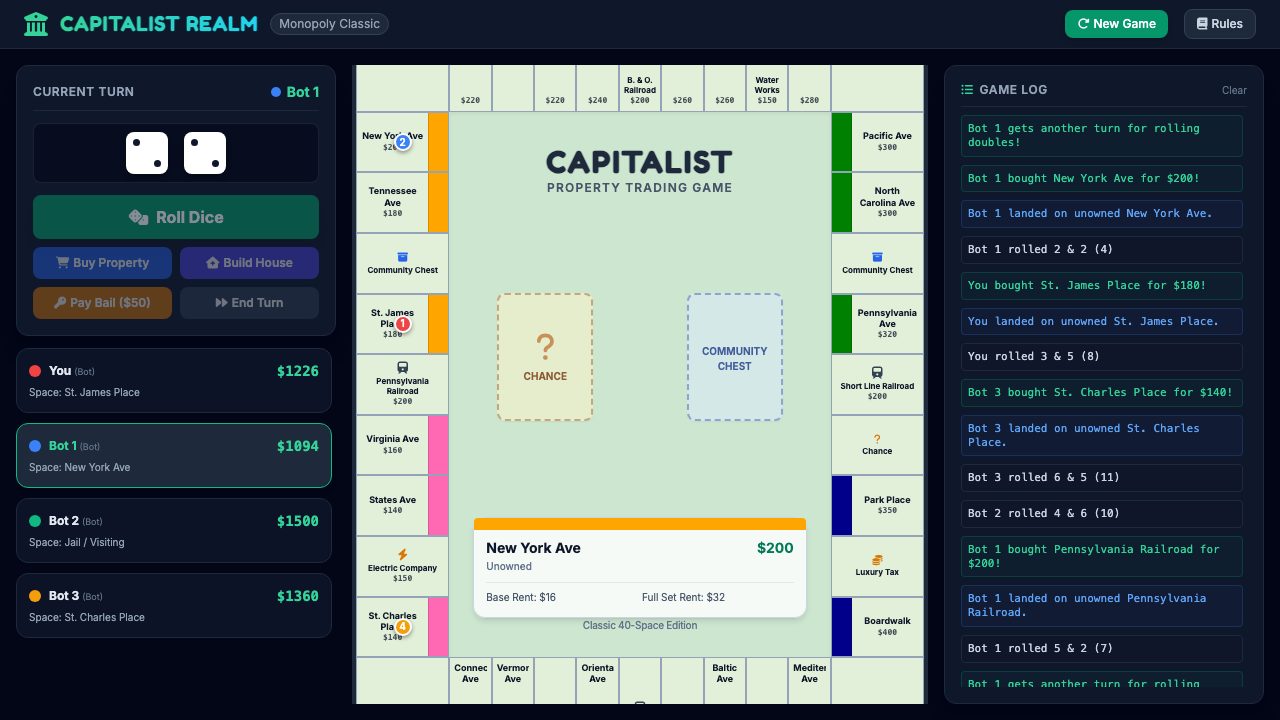 CAPITALIST REALM
Monopoly Classic
New Game
Rules
CURRENT TURN
Bot 1
Roll Dice
Buy Property
Build House
Pay Bail ($50)
End Turn
You (Bot)
$1226
Space: St. James Place
Bot 1 (Bot)
$1094
Space: New York Ave
Bot 2 (Bot)
$1500
Space: Jail / Visiting
Bot 3 (Bot)
$1360
Space: St. Charles Place
$220
$220
$240
B. & O.
Railroad
$200
$260
$260
Water
Works
$150
$280
New York Ave
2
Tennessee
Ave
$180
Community Chest
St. James
1
$180
Pennsylvania
Railroad
$200
Virginia Ave
$160
States Ave
$140
Electric Company
$150
St. Charles
4
$140
CAPITALIST
PROPERTY TRADING GAME
?
CHANCE
COMMUNITY
CHEST
New York Ave
$200
Unowned
Base Rent: $16
Full Set Rent: $32
Classic 40-Space Edition
Pacific Ave
$300
North
Carolina Ave
$300
Community Chest
Pennsylvania
Ave
$320
Short Line Railroad
$200
?
Chance
Park Place
$350
Luxury Tax
Boardwalk
$400
Connec
Ave
Vermor
Ave
Orienta
Ave
Baltic
Ave
Mediter
Ave
GAME LOG
Clear
Bot 1 gets another turn for rolling
doubles!
Bot 1 bought New York Ave for $200!
Bot 1 landed on unowned New York Ave.
Bot 1 rolled 2 & 2 (4)
You bought St. James Place for $180!
You landed on unowned St. James Place.
You rolled 3 & 5 (8)
Bot 3 bought St. Charles Place for $140!
Bot 3 landed on unowned St. Charles
Place.
Bot 3 rolled 6 & 5 (11)
Bot 2 rolled 4 & 6 (10)
Bot 1 bought Pennsylvania Railroad for
$200!
Bot 1 landed on unowned Pennsylvania
Railroad.
Bot 1 rolled 5 & 2 (7)
Bot 1 gets another turn for rolling